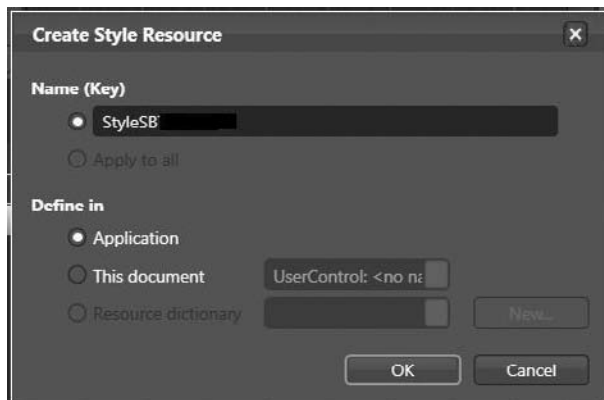 Create Style Resource
Name (Key)
StyleSB
Apply to all
Define in
Application
This document UserControl: <no na
Resource dictionary New...
OK Cancel